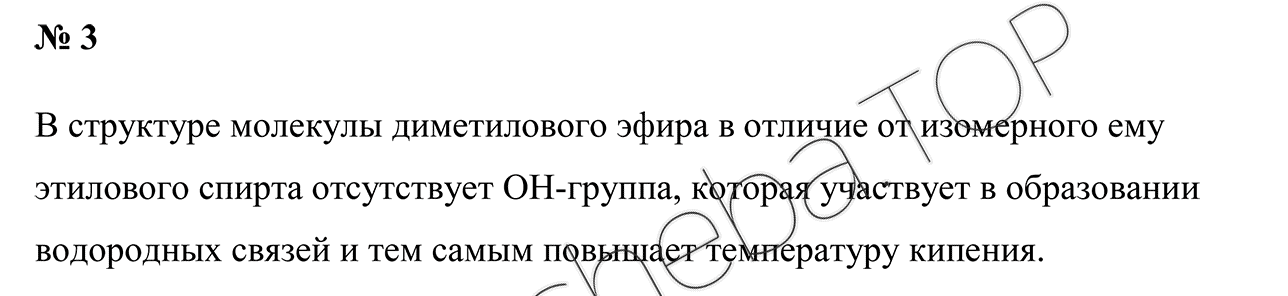 № 3
В структуре молекулы диметилового эфира в отличие от изомерного ему
этилового спирта отсутствует ОН-группа, которая участвует в образовании
водородных связей и тем самым повышает температуру кипения.